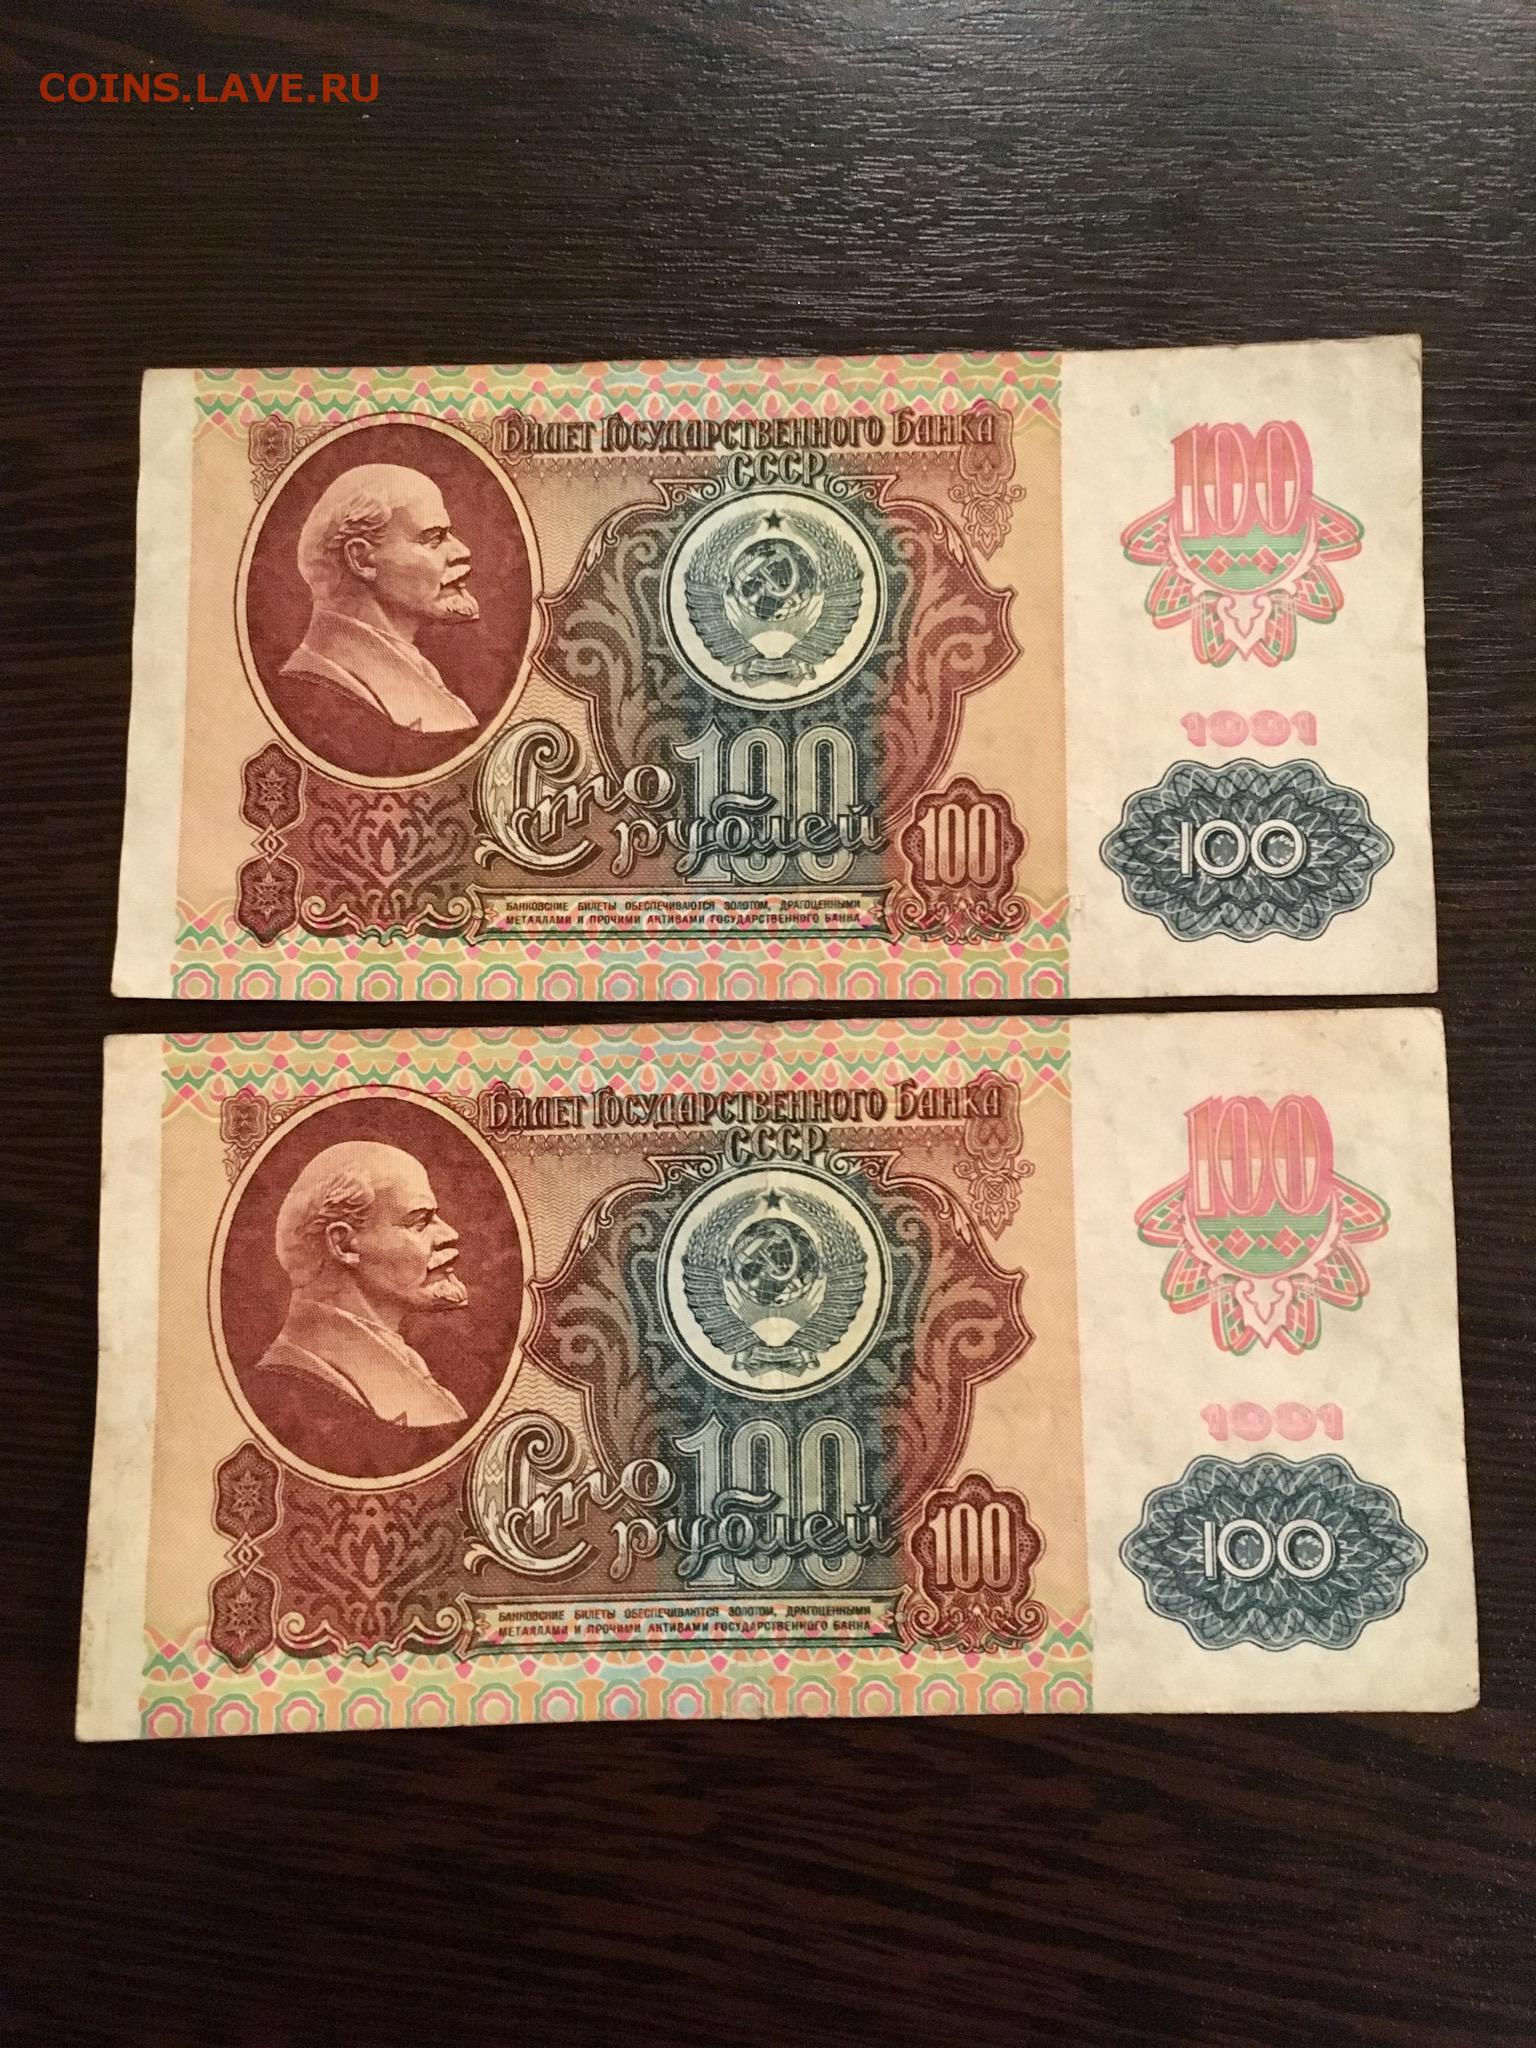 COINS.LAVE.RU
Билет Государственного Банка
СССР
100
1991
Сто
рублей
100
100
100
БАНКОВСКИЕ БИЛЕТЫ ОБЕСПЕЧИВАЮТСЯ ЗОЛОТОМ, ДРАГОЦЕННЫМИ
МЕТАЛЛАМИ И ПРОЧИМИ АКТИВАМИ ГОСУДАРСТВЕННОГО БАНКА
Билет Государственного Банка
СССР
100
1991
Сто
рублей
100
100
100
БАНКОВСКИЕ БИЛЕТЫ ОБЕСПЕЧИВАЮТСЯ ЗОЛОТОМ, ДРАГОЦЕННЫМИ
МЕТАЛЛАМИ И ПРОЧИМИ АКТИВАМИ ГОСУДАРСТВЕННОГО БАНКА